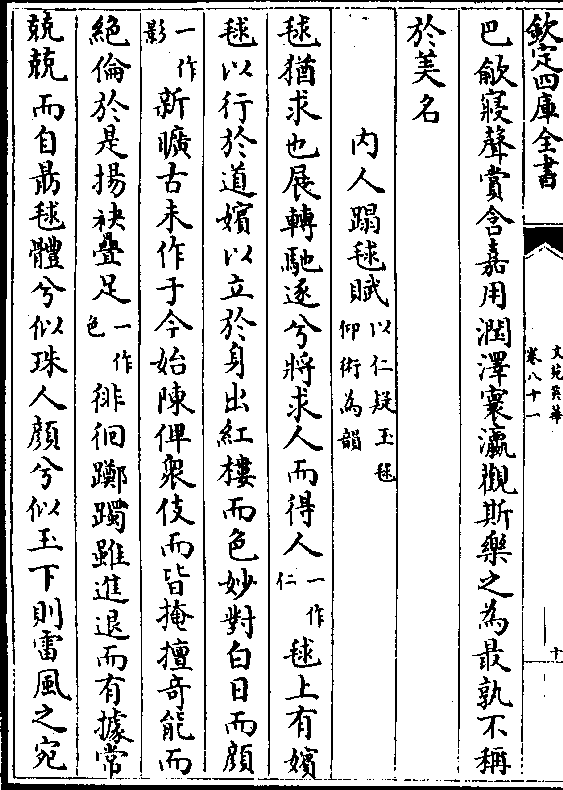 欽定四庫全書
文苑英華
卷八十一
十
巴歈寢聲賞含嘉用潤澤寰瀛觀斯樂之為最孰不稱
於美名
內人蹋毬賦以仁疑玉毬仰術為韻
毬猶求也展轉馳逐兮將求人而得人一作仁毬上有嬪
毬以行於道嬪以立於身出紅樓而色妙對白日而顔
一作影新曠古未作于今始陳俾衆伎而皆掩擅奇能而
絕倫於是揚袂疊足一作色徘徊躑躅雖進退而有據常
兢兢而自勗毬體兮似珠人顔兮似玉下則雷風之宛